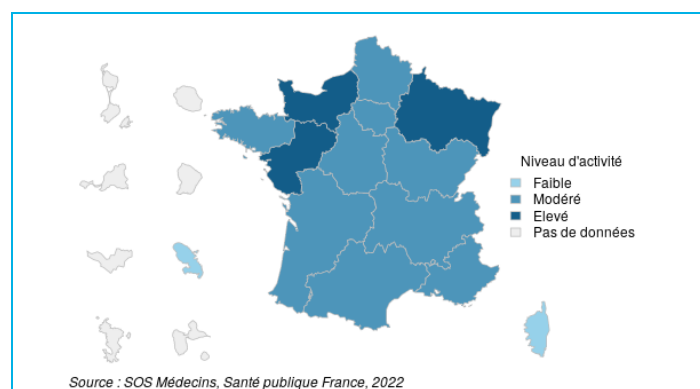 Niveau d'activité
Faible
Modéré
Elevé
Pas de données
Source : SOS Médecins, Santé publique France, 2022